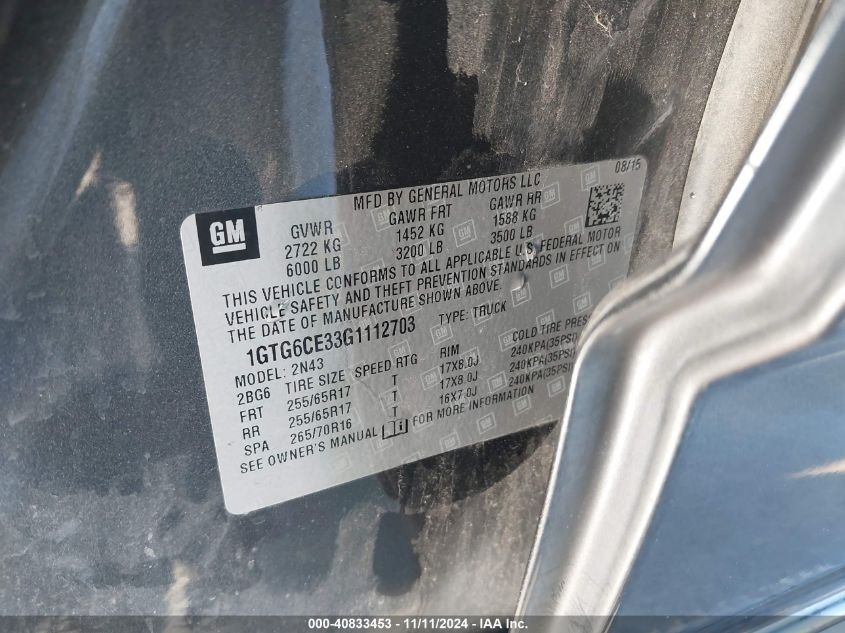 08/15
MFD BY GENERAL MOTORS LLC
GM
GVWR GAWR FRT GAWR RR
2722 KG 1452 KG 1588 KG
6000 LB 3200 LB 3500 LB
THIS VEHICLE CONFORMS TO ALL APPLICABLE U.S. FEDERAL MOTOR
VEHICLE SAFETY AND THEFT PREVENTION STANDARDS IN EFFECT ON
THE DATE OF MANUFACTURE SHOWN ABOVE.
1GTG6CE33G1112703 TYPE: TRUCK
MODEL: 2N43
2BG6 TIRE SIZE SPEED RTG RIM COLD TIRE PRES
FRT 255/65R17 T 17X8.0J 240KPA(35PSI)
RR 255/65R17 T 17X8.0J 240KPA(35PSI)
SPA 265/70R16 T 16X7.0J 240KPA(35PSI)
SEE OWNER'S MANUAL FOR MORE INFORMATION
000-40833453 - 11/11/2024 - IAA Inc.